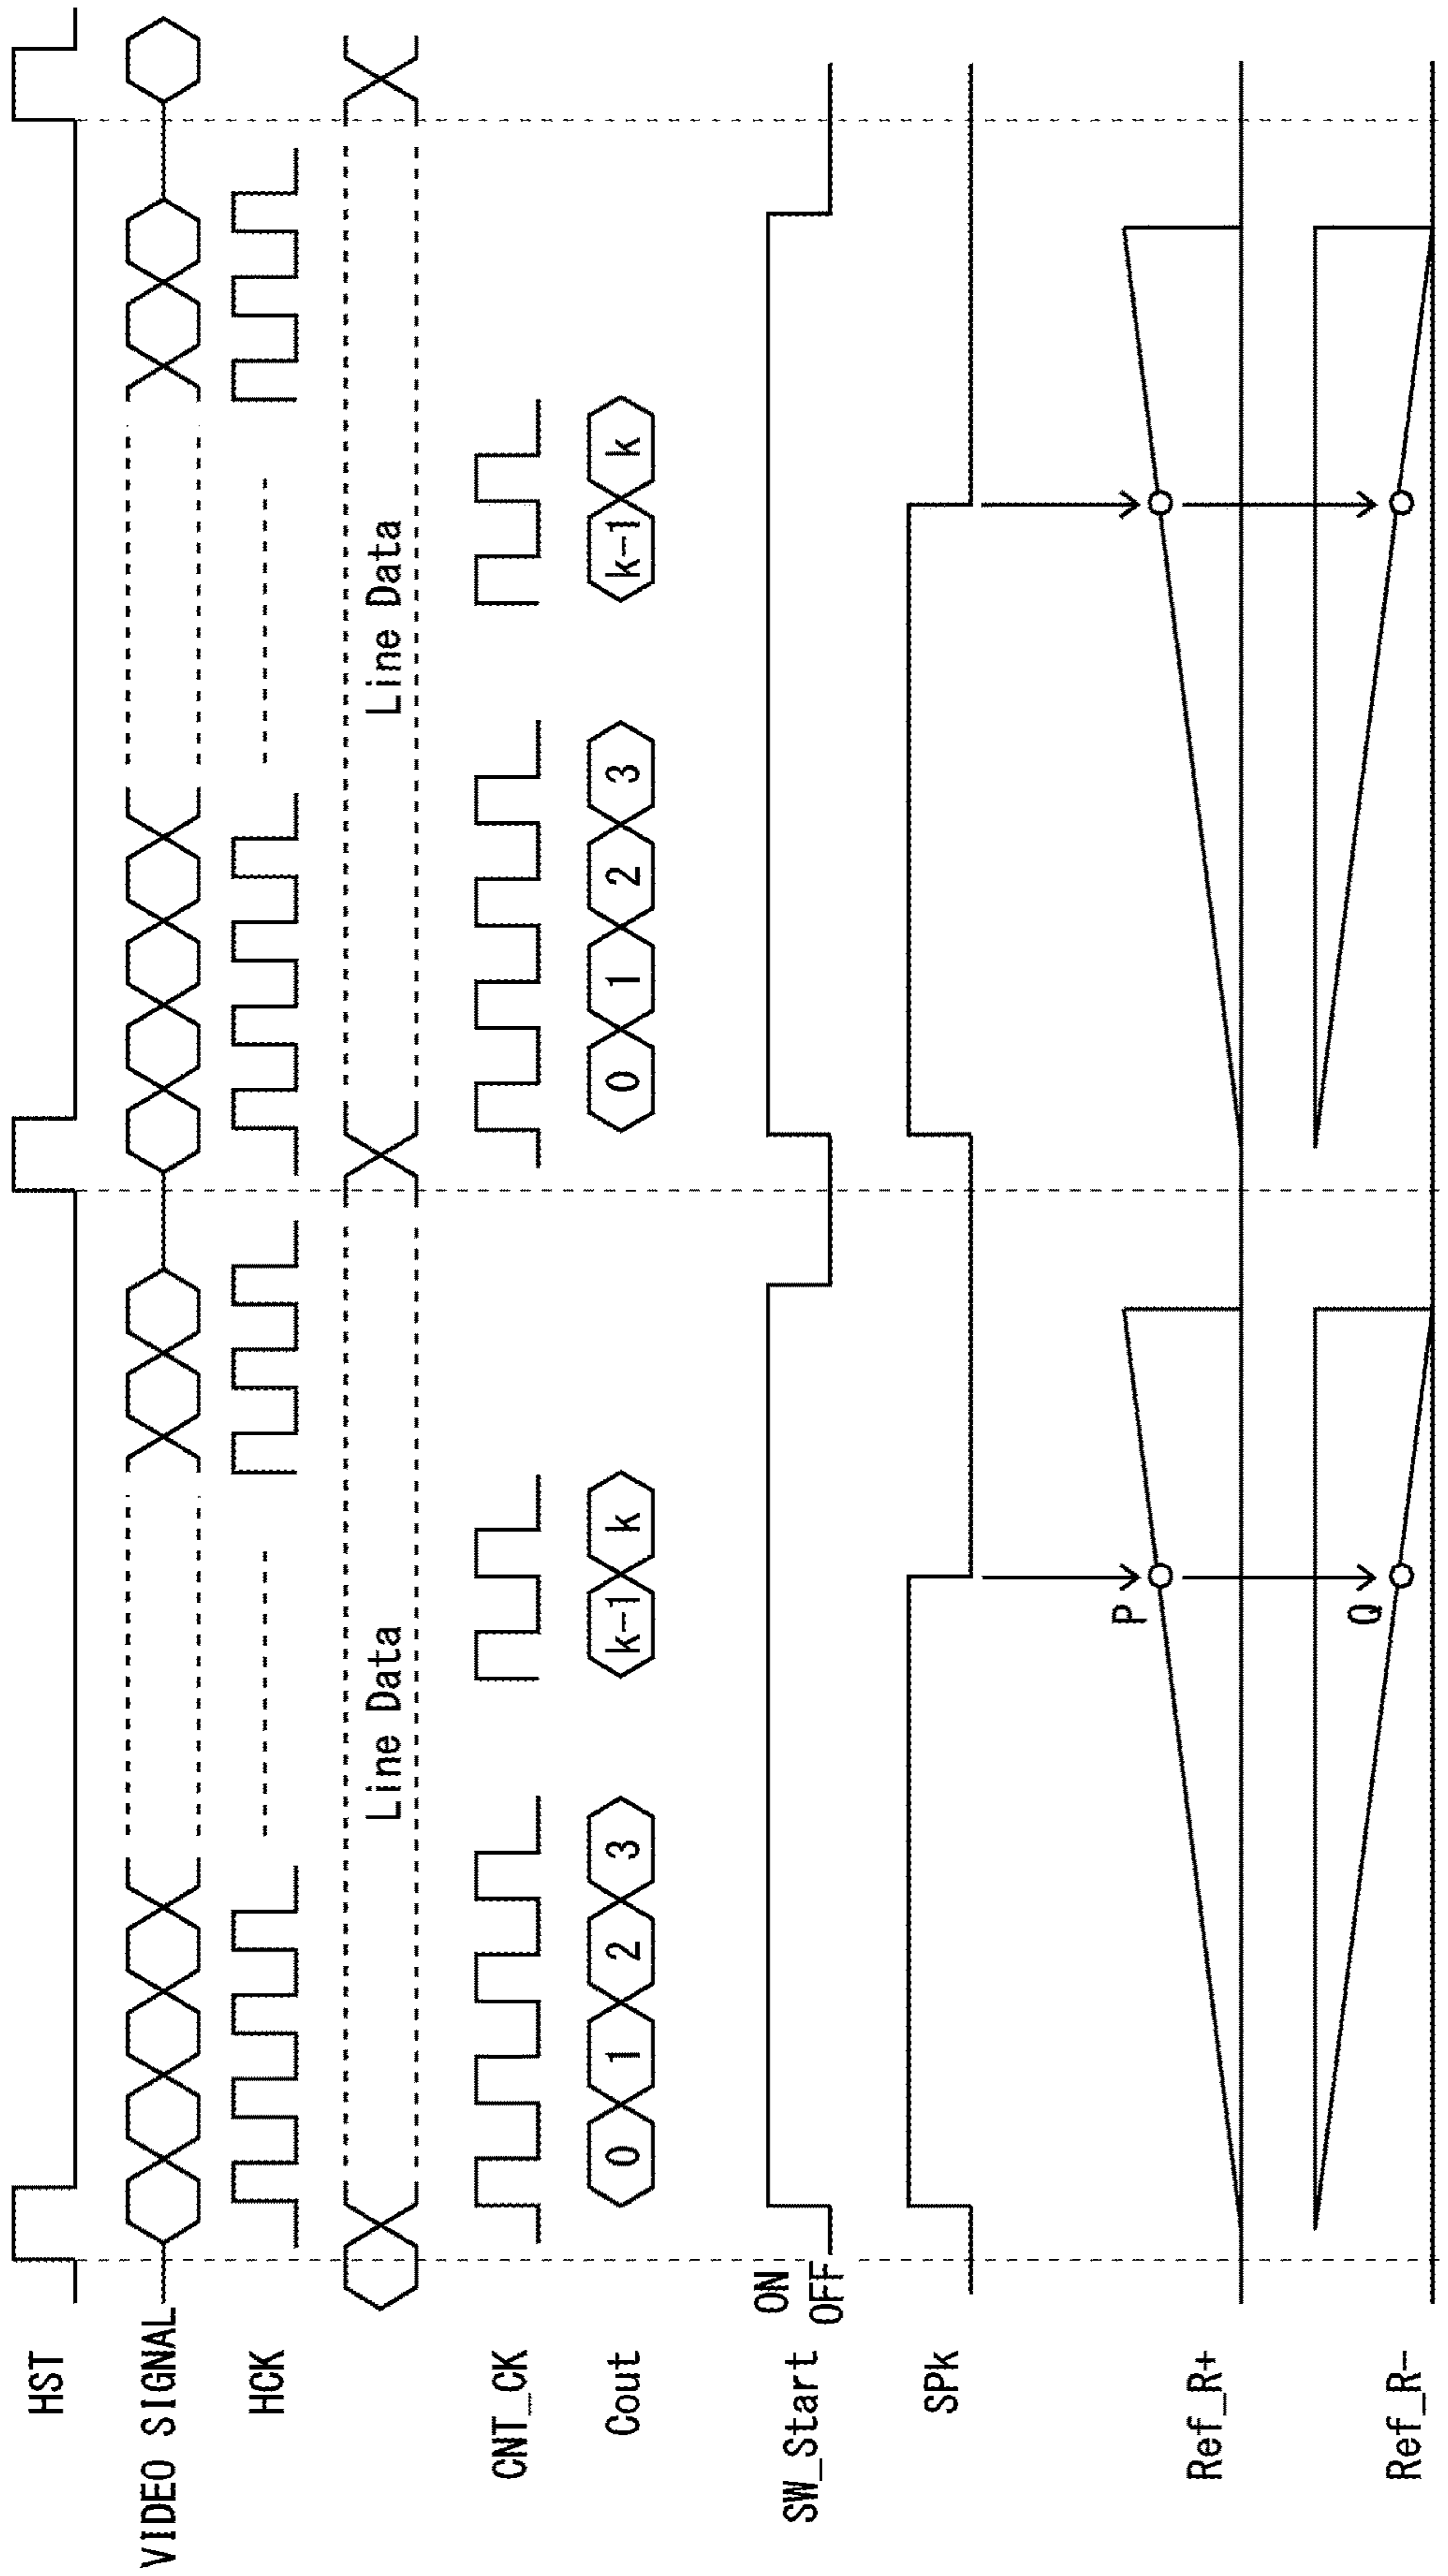 HST
VIDEO SIGNAL
HCK
Line Data Line Data
CNT_CK
Cout 0 1 2 3 k-1 k 0 1 2 3 k-1 k
SW_Start ON
OFF
SPk
Ref_R+ P
Ref_R- Q